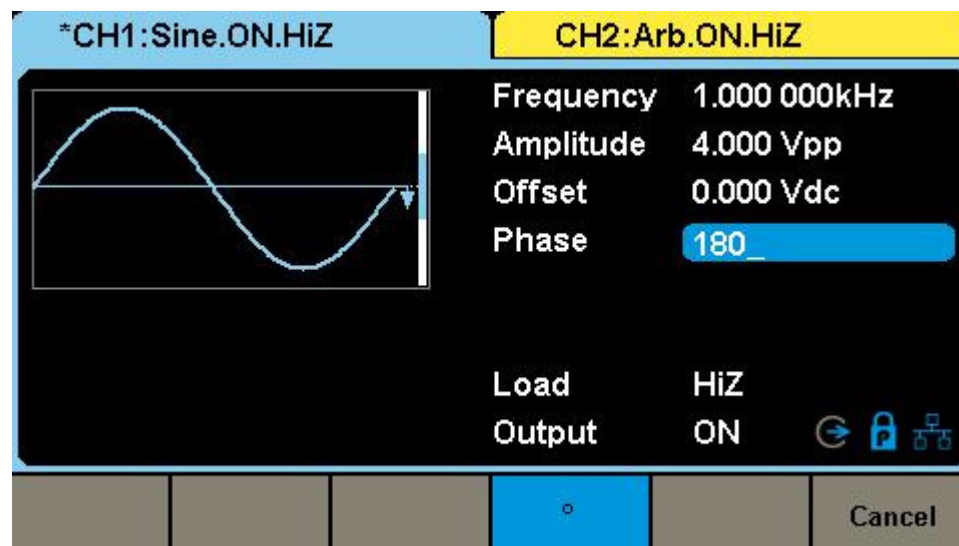 *CH1:Sine.ON.HiZ
CH2:Arb.ON.HiZ
Frequency 1.000 000kHz
Amplitude 4.000 Vpp
Offset 0.000 Vdc
Phase 180_
Load HiZ
Output ON P
° Cancel